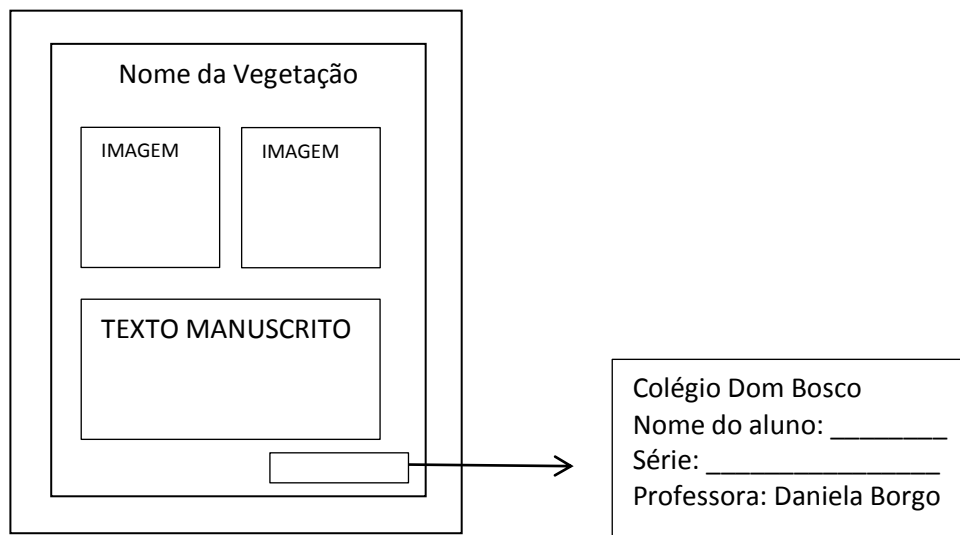 Nome da Vegetação
IMAGEM IMAGEM
TEXTO MANUSCRITO
Colégio Dom Bosco
Nome do aluno: ________
Série: ________________
Professora: Daniela Borgo